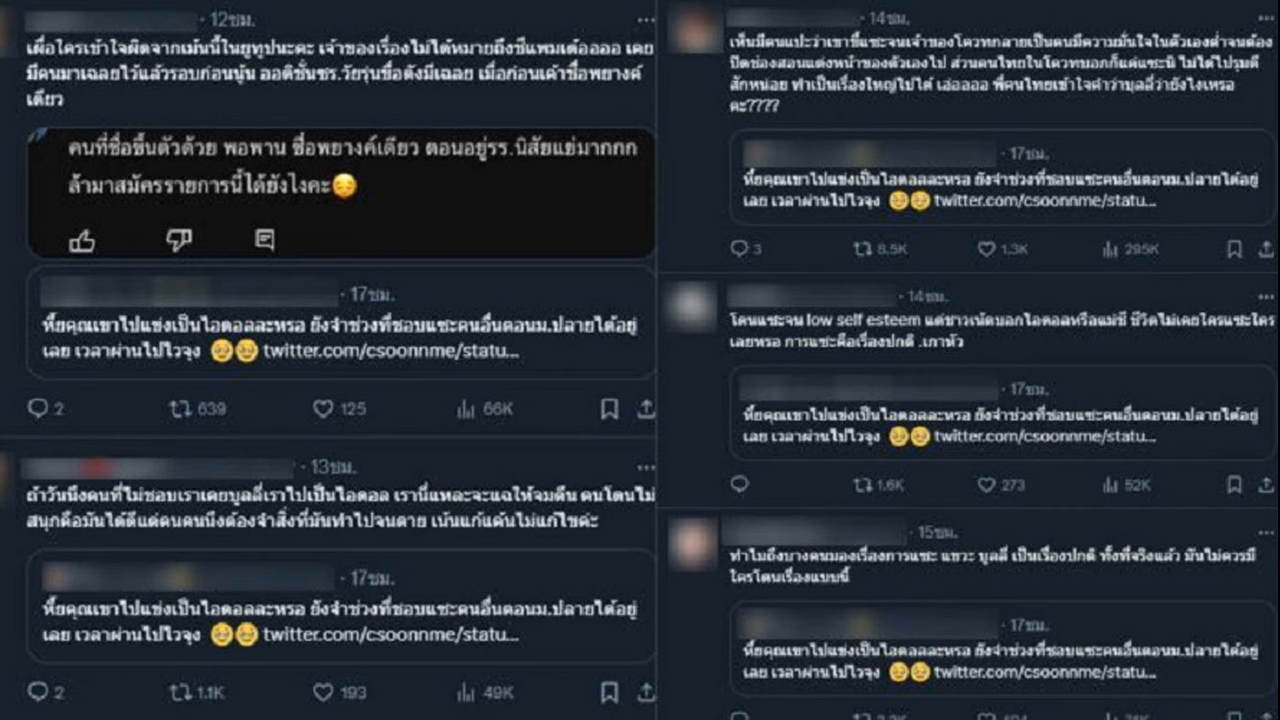 · 12ชม.
เผื่อใครเข้าใจผิดจากเม้นนี้ในยูทูปนะคะ เจ้าของเรื่องไม่ได้หมายถึงชีแพมเด้ออออ เคย
มีคนมาเฉลยไว้แล้วรอบก่อนนู้น ออดิชั่นชร.วัยรุ่นชื่อดังมีเฉลย เมื่อก่อนเค้าชื่อพยางค์
เดียว
คนที่ชื่อขึ้นตัวด้วย พอพาน ชื่อพยางค์เดียว ตอนอยู่รร.นิสัยแย่มากกก
ล้ามาสมัครรายการนี้ได้ยังไงคะ😔
· 17ชม.
หื้ยคุณเขาไปแข่งเป็นไอดอลละหรอ ยังจำช่วงที่ชอบแซะคนอื่นตอนม.ปลายได้อยู่
เลย เวลาผ่านไปไวจุง 🥹🥹 twitter.com/csoonnme/statu...
2 639 125 66K
· 13ชม.
ถ้าวันนึงคนที่ไม่ชอบเราเคยบูลลี่เราไปเป็นไอดอล เรานี่แหละจะแฉให้จมดิน คนโดนไม่
สนุกคือมันได้ดีแต่คนคนนึงต้องจำสิ่งที่มันทำไปจนตาย เน้นแก้แค้นไม่แก้ไขค่ะ
· 17ชม.
หื้ยคุณเขาไปแข่งเป็นไอดอลละหรอ ยังจำช่วงที่ชอบแซะคนอื่นตอนม.ปลายได้อยู่
เลย เวลาผ่านไปไวจุง 🥹🥹 twitter.com/csoonnme/statu...
2 1.1K 193 49K
· 14ชม.
เห็นมีคนแปะว่าเขาขี้แซะจนเจ้าของโควทกลายเป็นคนมีความมั่นใจในตัวเองต่ำจนต้อง
ปิดช่องสอนแต่งหน้าของตัวเองไป ส่วนคนไทยในโควทบอกก็แค่แซะนิ ไม่ได้ไปรุมตี
สักหน่อย ทำเป็นเรื่องใหญ่ไปได้ เอ่อออออ พี่คนไทยเข้าใจคำว่าบูลลี่ว่ายังไงเหรอ
คะ????
· 17ชม.
หื้ยคุณเขาไปแข่งเป็นไอดอลละหรอ ยังจำช่วงที่ชอบแซะคนอื่นตอนม.ปลายได้อยู่
เลย เวลาผ่านไปไวจุง 🥹🥹 twitter.com/csoonnme/statu...
3 8.5K 1.3K 295K
· 14ชม.
โดนแซะจน low self esteem แต่ชาวเน็ตบอกไอดอลหรือแม่ชี ชีวิตไม่เคยใครแซะใคร
เลยหรอ การแซะคือเรื่องปกติ .เกาหัว
· 17ชม.
หื้ยคุณเขาไปแข่งเป็นไอดอลละหรอ ยังจำช่วงที่ชอบแซะคนอื่นตอนม.ปลายได้อยู่
เลย เวลาผ่านไปไวจุง 🥹🥹 twitter.com/csoonnme/statu...
1.6K 273 52K
· 15ชม.
ทำไมถึงบางคนมองเรื่องการแซะ แขวะ บูลลี่ เป็นเรื่องปกติ ทั้งที่จริงแล้ว มันไม่ควรมี
ใครโดนเรื่องแบบนี้
· 17ชม.
หื้ยคุณเขาไปแข่งเป็นไอดอลละหรอ ยังจำช่วงที่ชอบแซะคนอื่นตอนม.ปลายได้อยู่
เลย เวลาผ่านไปไวจุง 🥹🥹 twitter.com/csoonnme/statu...